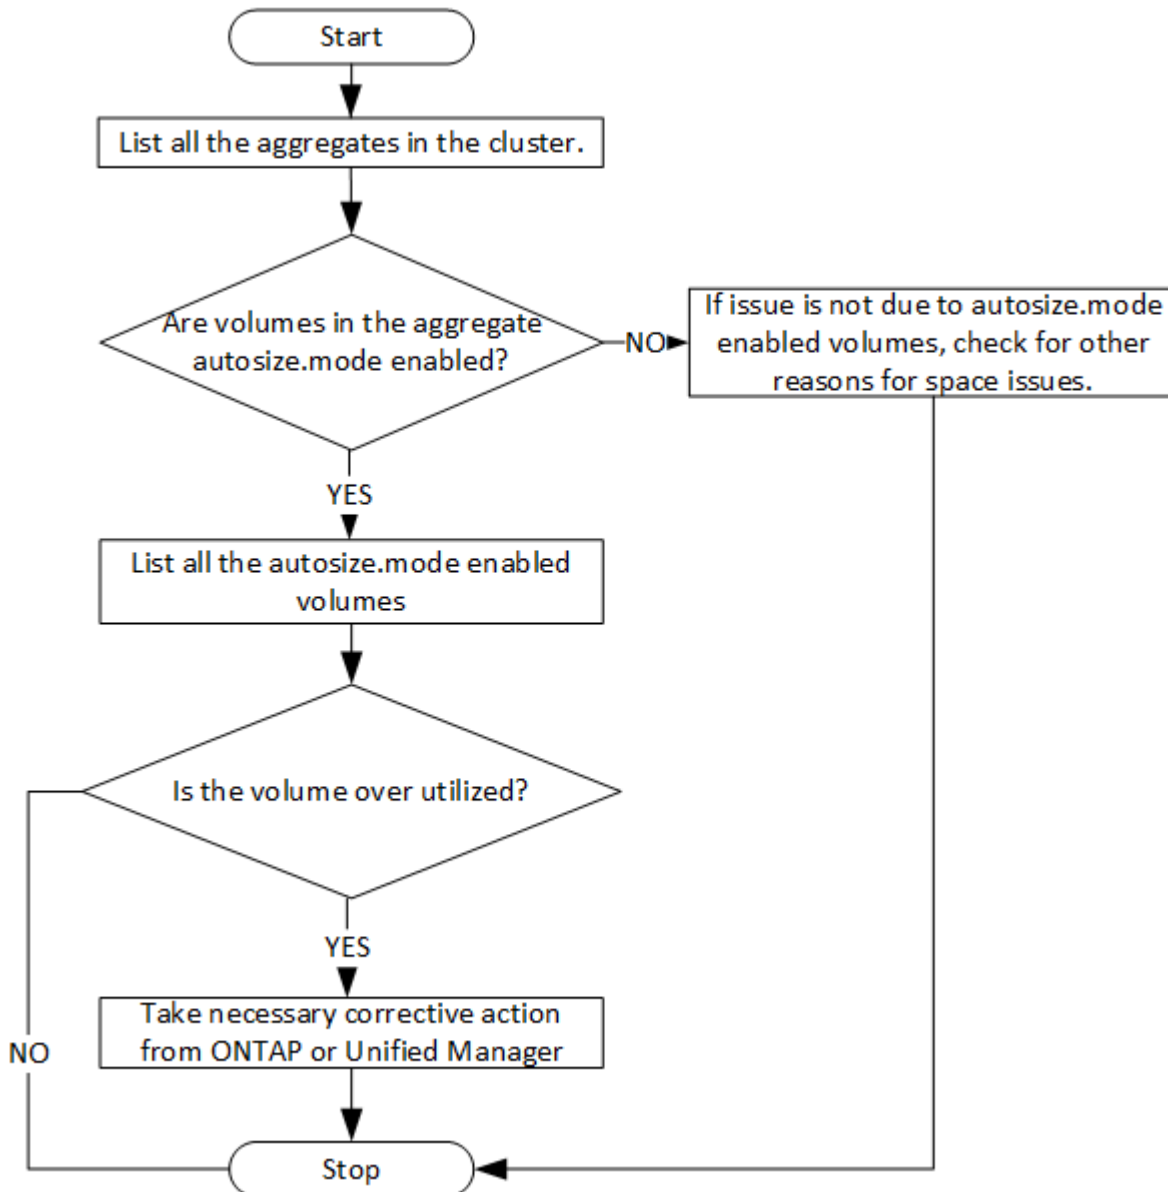 Start
List all the aggregates in the cluster.
Are volumes in the aggregate
autosize.mode enabled?
NO
If issue is not due to autosize.mode
enabled volumes, check for other
reasons for space issues.
YES
List all the autosize.mode enabled
volumes
Is the volume over utilized?
YES
Take necessary corrective action
from ONTAP or Unified Manager
NO
Stop